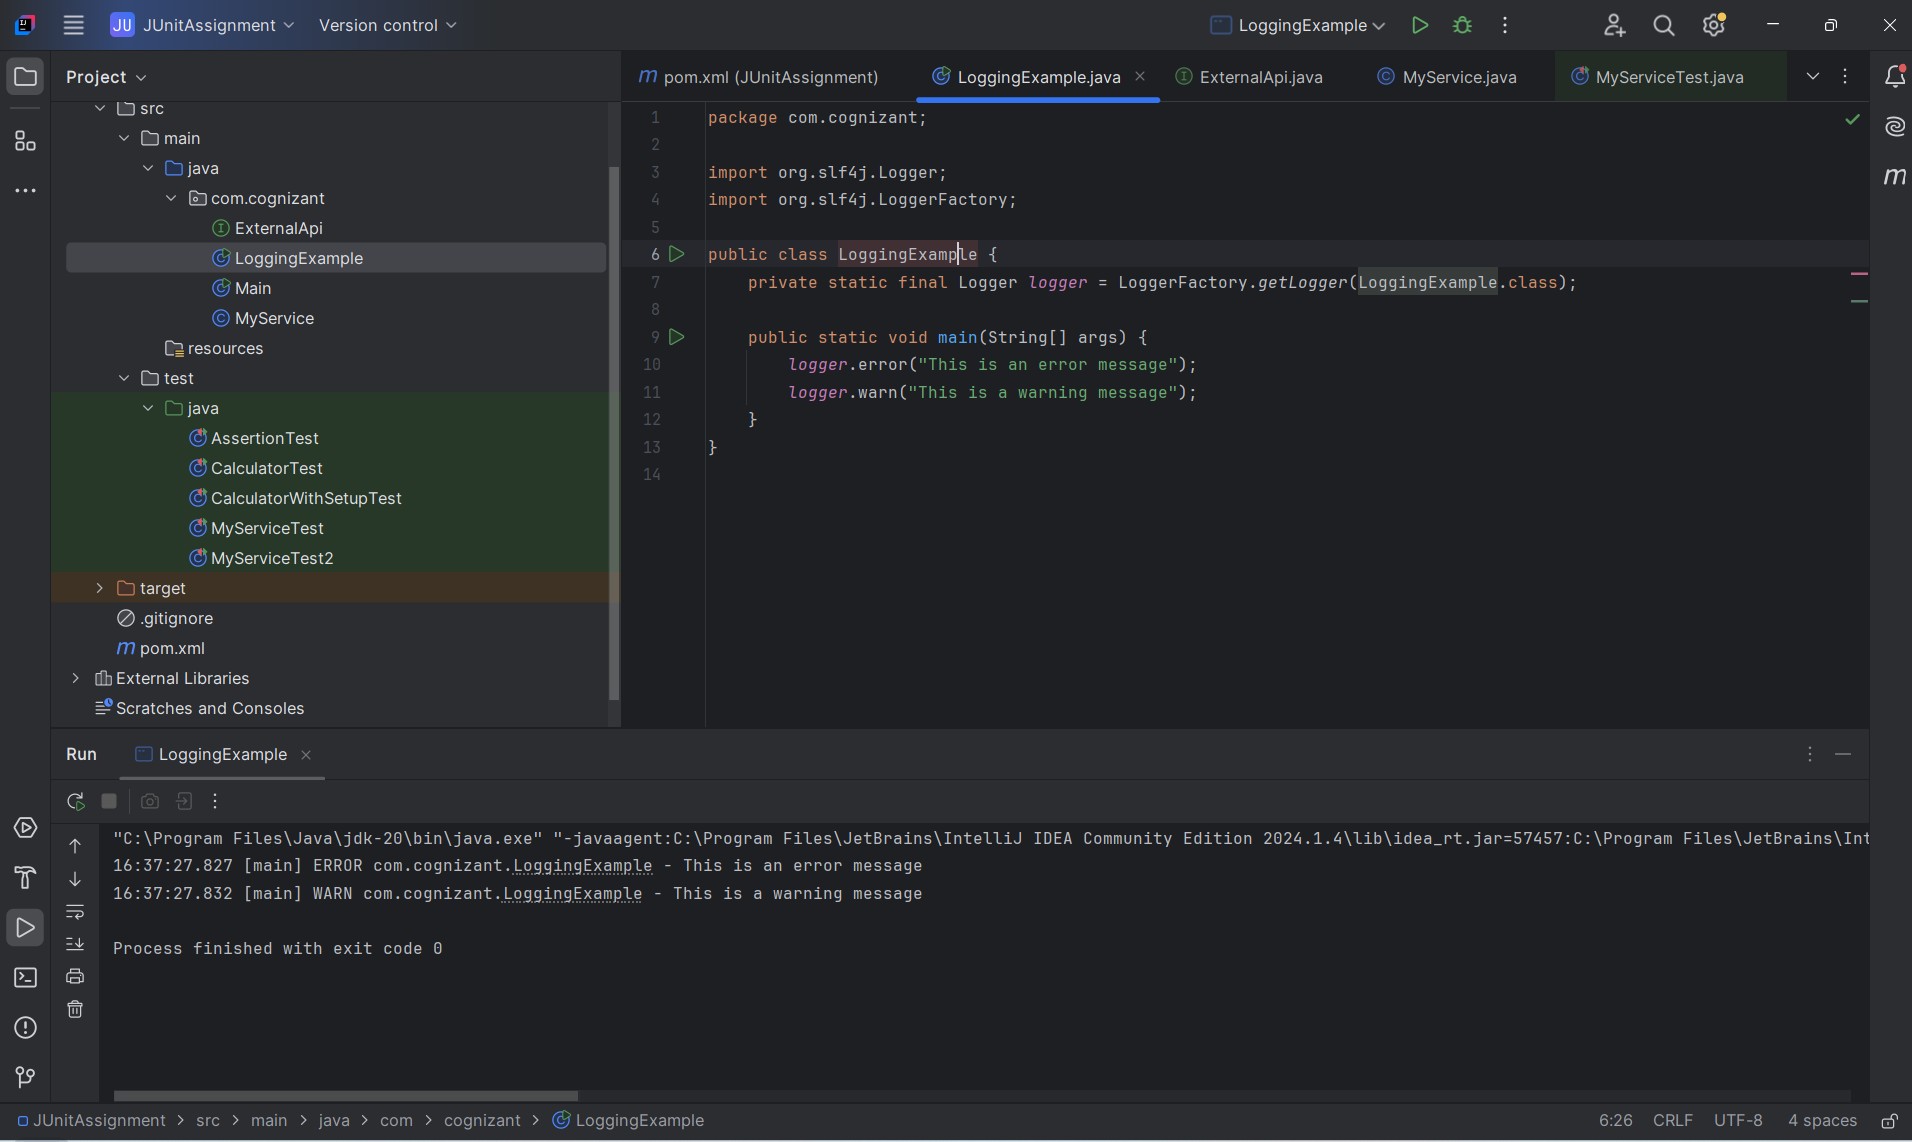 JU JUnitAssignment Version control LoggingExample
Project
src
main
java
com.cognizant
ExternalApi
LoggingExample
Main
MyService
resources
test
java
AssertionTest
CalculatorTest
CalculatorWithSetupTest
MyServiceTest
MyServiceTest2
target
.gitignore
pom.xml
External Libraries
Scratches and Consoles
pom.xml (JUnitAssignment) LoggingExample.java ExternalApi.java MyService.java MyServiceTest.java
1 package com.cognizant;
2
3 import org.slf4j.Logger;
4 import org.slf4j.LoggerFactory;
5
6 public class LoggingExample {
7 private static final Logger logger = LoggerFactory.getLogger(LoggingExample.class);
8
9 public static void main(String[] args) {
10 logger.error("This is an error message");
11 logger.warn("This is a warning message");
12 }
13 }
14
Run LoggingExample
"C:\Program Files\Java\jdk-20\bin\java.exe" "-javaagent:C:\Program Files\JetBrains\IntelliJ IDEA Community Edition 2024.1.4\lib\idea_rt.jar=57457:C:\Program Files\JetBrains\Int
16:37:27.827 [main] ERROR com.cognizant.LoggingExample - This is an error message
16:37:27.832 [main] WARN com.cognizant.LoggingExample - This is a warning message
Process finished with exit code 0
JUnitAssignment > src > main > java > com > cognizant > LoggingExample 6:26 CRLF UTF-8 4 spaces